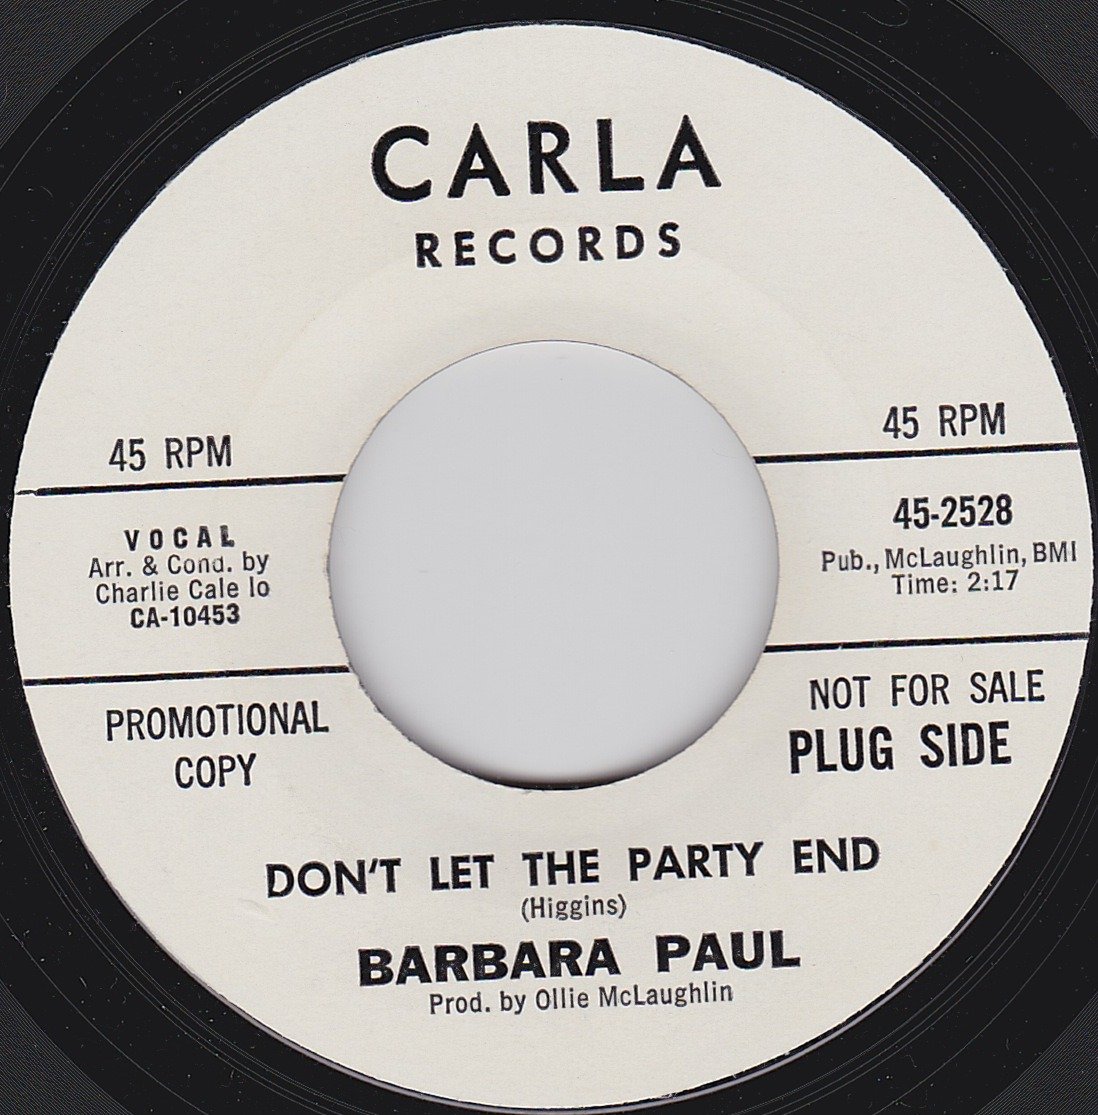 CARLA
RECORDS
45 RPM
VOCAL
Arr. & Cond. by
Charlie Cale lo
CA-10453
PROMOTIONAL
COPY
45 RPM
45-2528
Pub., McLaughlin, BMI
Time: 2:17
NOT FOR SALE
PLUG SIDE
DON'T LET THE PARTY END
(Higgins)
BARBARA PAUL
Prod. by Ollie McLaughlin